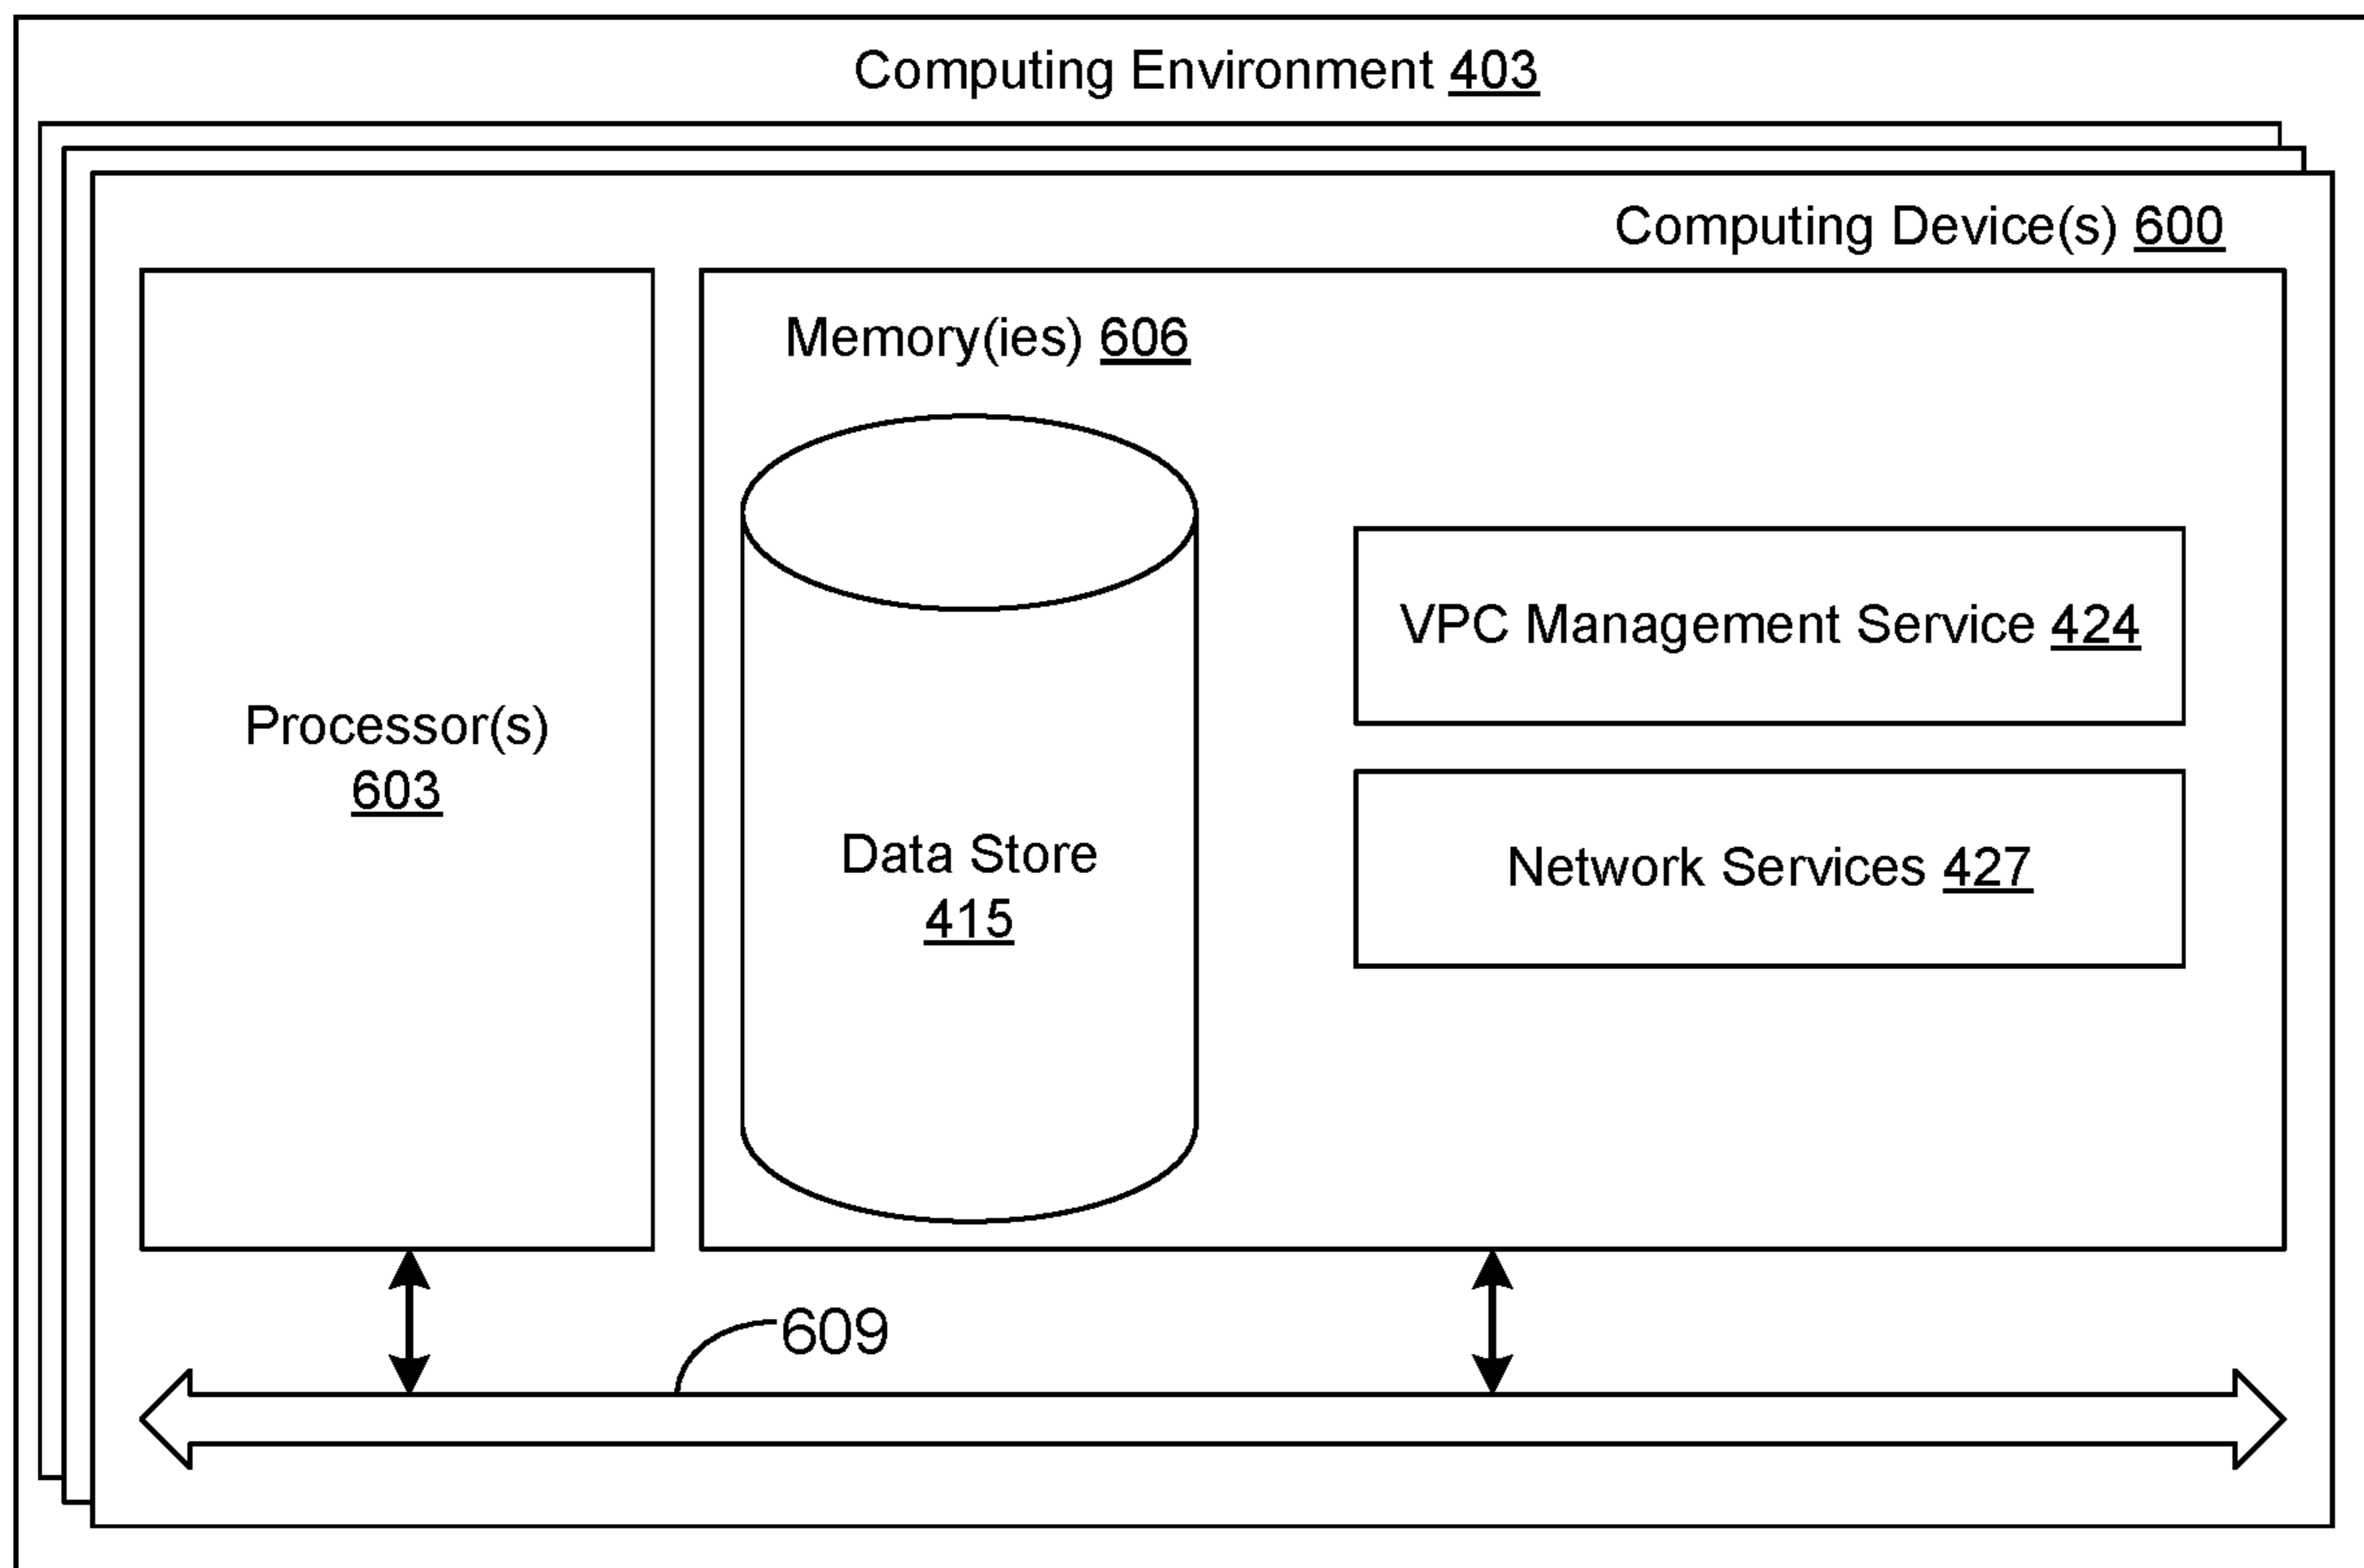 Computing Environment 403
Computing Device(s) 600
Memory(ies) 606
Processor(s)
603
Data Store
415
VPC Management Service 424
Network Services 427
609